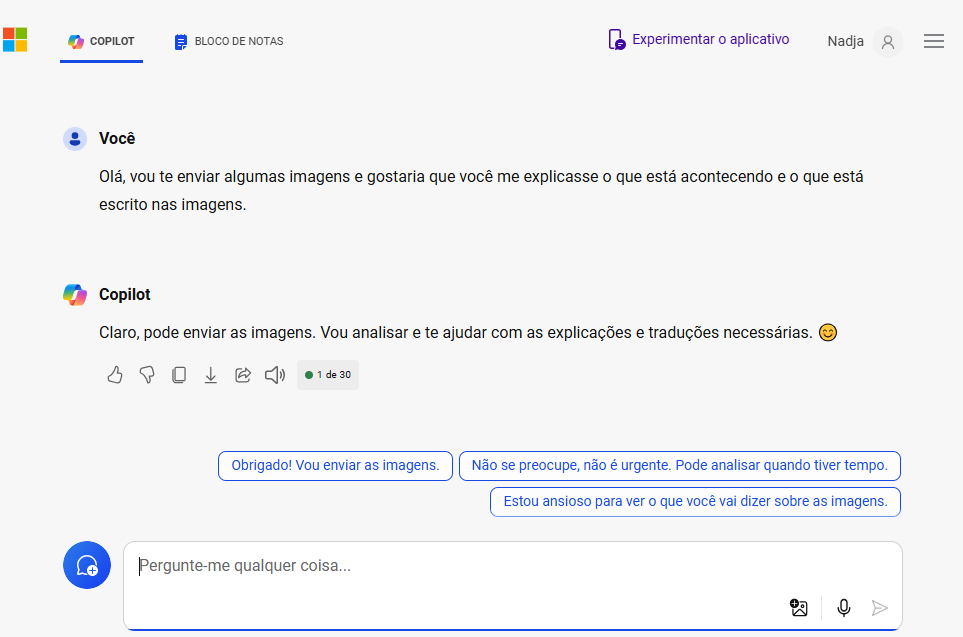 COPILOT
BLOCO DE NOTAS
Experimentar o aplicativo
Nadja
Você
Olá, vou te enviar algumas imagens e gostaria que você me explicasse o que está acontecendo e o que está
escrito nas imagens.
Copilot
Claro, pode enviar as imagens. Vou analisar e te ajudar com as explicações e traduções necessárias. 😊
1 de 30
Obrigado! Vou enviar as imagens.
Não se preocupe, não é urgente. Pode analisar quando tiver tempo.
Estou ansioso para ver o que você vai dizer sobre as imagens.
Pergunte-me qualquer coisa...